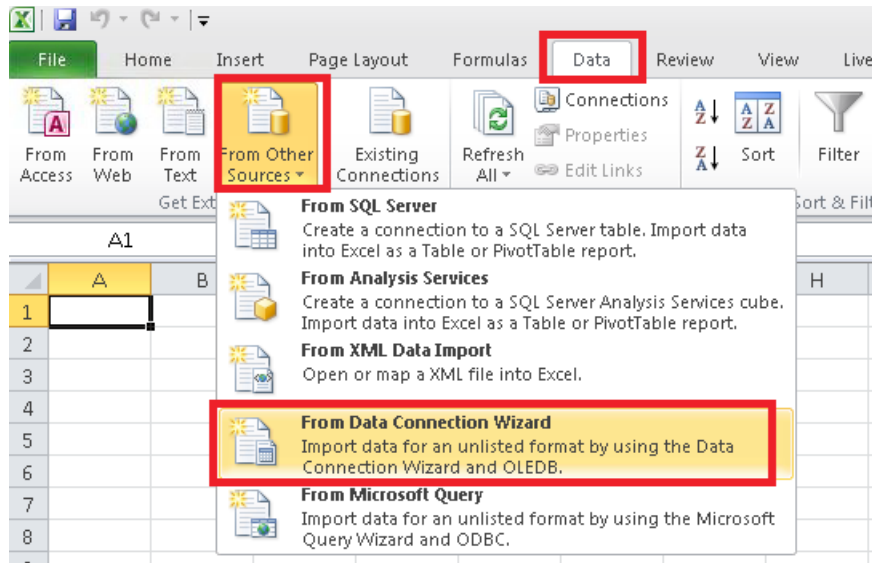 File Home Insert Page Layout Formulas Data Review View Live
From Access
From Web
From Text
From Other Sources
Existing Connections
Refresh All
Connections
Properties
Edit Links
A Z
Z A
A Z
Z A
Sort
Filter
Get Ext
Sort & Filt
A1
From SQL Server
Create a connection to a SQL Server table. Import data
into Excel as a Table or PivotTable report.
From Analysis Services
Create a connection to a SQL Server Analysis Services cube.
Import data into Excel as a Table or PivotTable report.
From XML Data Import
Open or map a XML file into Excel.
From Data Connection Wizard
Import data for an unlisted format by using the Data
Connection Wizard and OLEDB.
From Microsoft Query
Import data for an unlisted format by using the Microsoft
Query Wizard and ODBC.
A B H
1
2
3
4
5
6
7
8